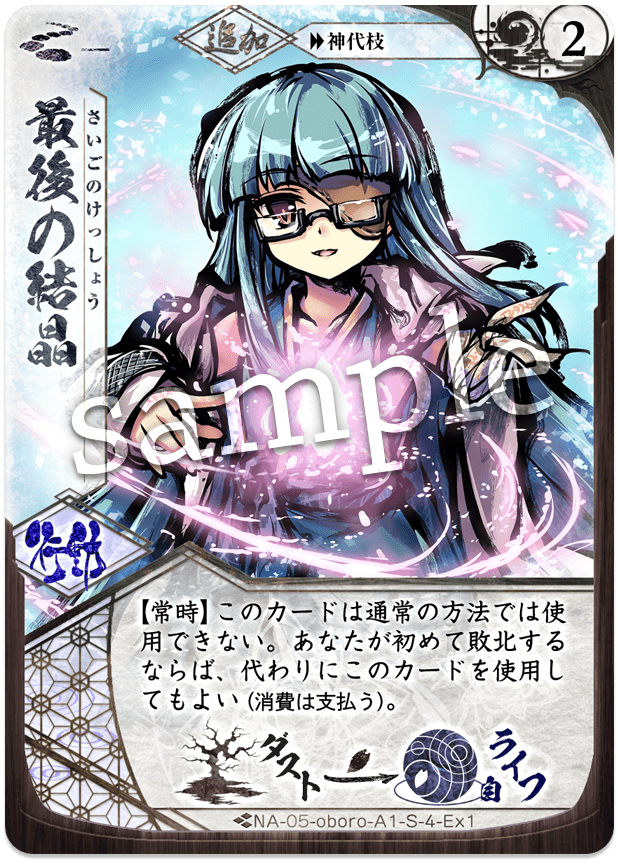 追加
神代枝
2
最後の結晶
さいごのけっしょう
sample
行動
【常時】このカードは通常の方法では使
用できない。あなたが初めて敗北する
ならば、代わりにこのカードを使用し
てもよい（消費は支払う）。
ダスト
自
ライフ
NA-05-oboro-A1-S-4-Ex1